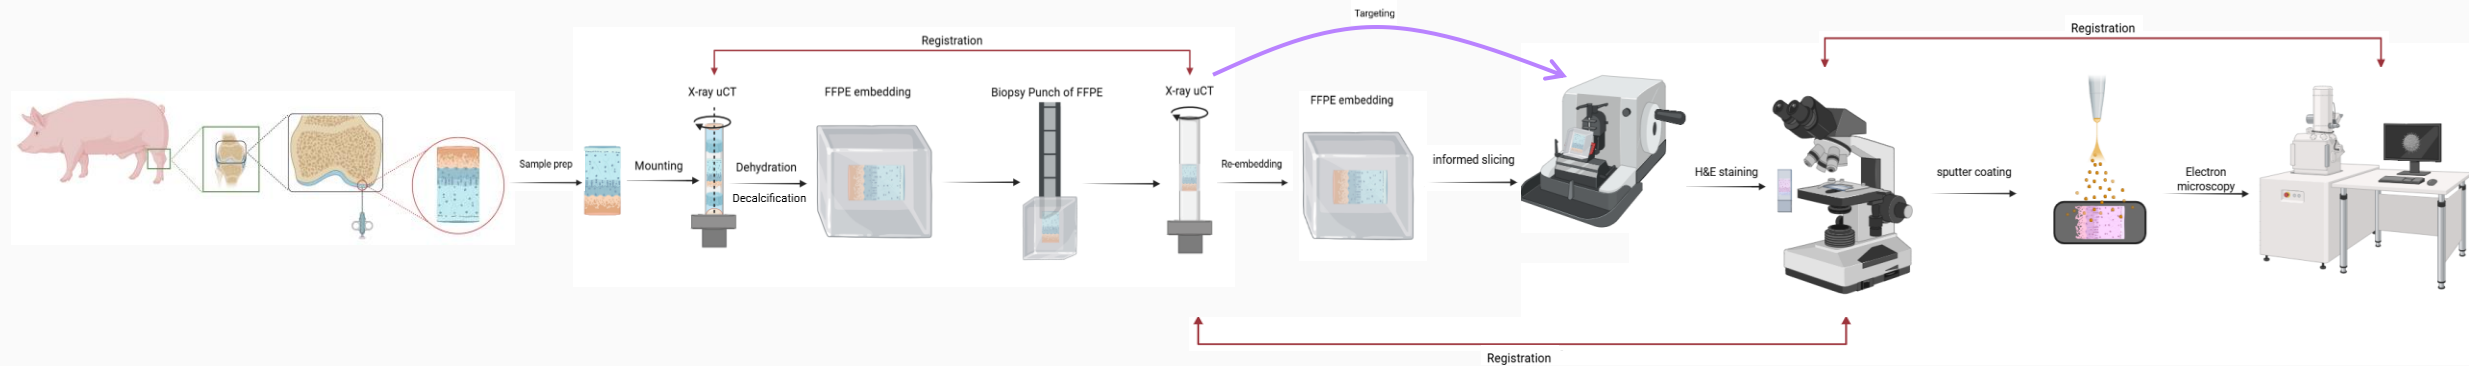 Targeting
Registration
Registration
X-ray uCT
FFPE embedding
Biopsy Punch of FFPE
X-ray uCT
FFPE embedding
Sample prep
Mounting
Dehydration
Decalcification
Re-embedding
informed slicing
H&E staining
sputter coating
Electron
microscopy
Registration